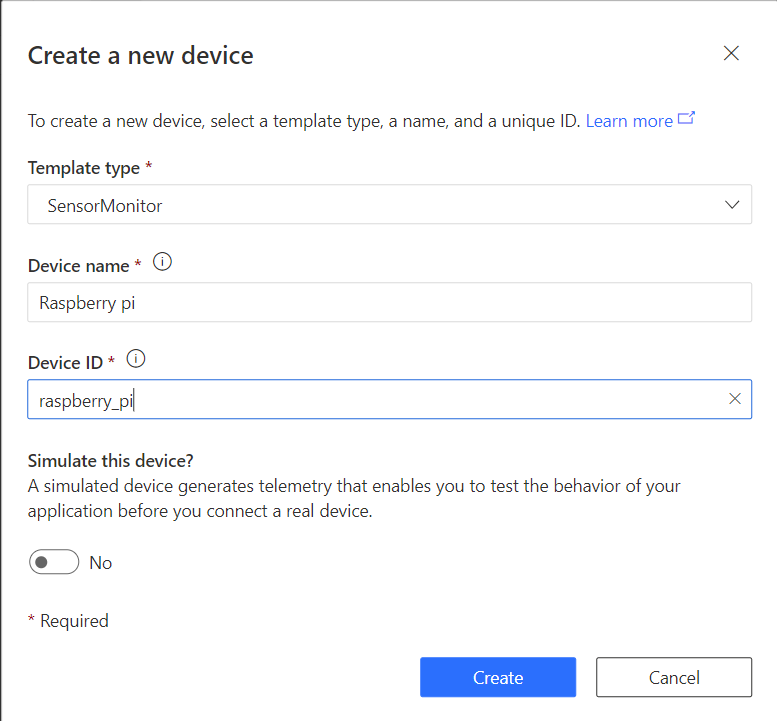 Create a new device
To create a new device, select a template type, a name, and a unique ID. Learn more
Template type *
SensorMonitor
Device name *
Raspberry pi
Device ID *
raspberry_pi
Simulate this device?
A simulated device generates telemetry that enables you to test the behavior of your
application before you connect a real device.
No
* Required
Create Cancel